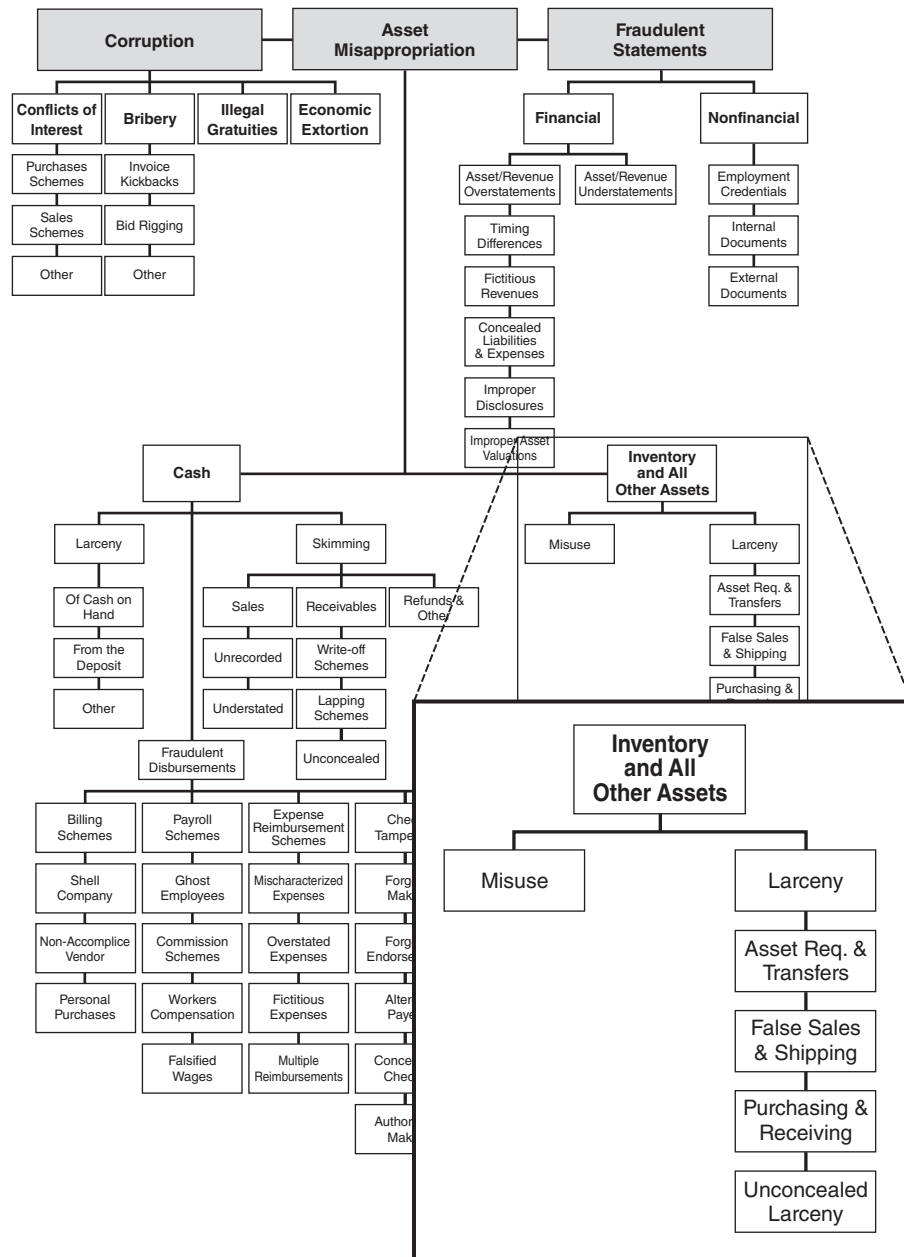 Corruption
Asset
Misappropriation
Fraudulent
Statements
Conflicts of
Interest
Bribery
Illegal
Gratuities
Economic
Extortion
Financial
Nonfinancial
Purchases
Schemes
Invoice
Kickbacks
Asset/Revenue
Overstatements
Asset/Revenue
Understatements
Employment
Credentials
Sales
Schemes
Bid Rigging
Timing
Differences
Internal
Documents
Other
Other
Fictitious
Revenues
External
Documents
Concealed
Liabilities
& Expenses
Improper
Disclosures
Improper Asset
Valuations
Cash
Inventory
and All
Other Assets
Larceny
Skimming
Misuse
Larceny
Of Cash on
Hand
Sales
Receivables
Refunds &
Other
Asset Req. &
Transfers
From the
Deposit
Unrecorded
Write-off
Schemes
False Sales
& Shipping
Other
Understated
Lapping
Schemes
Purchasing &
Fraudulent
Disbursements
Unconcealed
Billing
Schemes
Payroll
Schemes
Expense
Reimbursement
Schemes
Shell
Company
Ghost
Employees
Mischaracterized
Expenses
Non-Accomplice
Vendor
Commission
Schemes
Overstated
Expenses
Personal
Purchases
Workers
Compensation
Fictitious
Expenses
Falsified
Wages
Multiple
Reimbursements
Inventory
and All
Other Assets
Misuse
Larceny
Asset Req. &
Transfers
False Sales
& Shipping
Purchasing &
Receiving
Unconcealed
Larceny